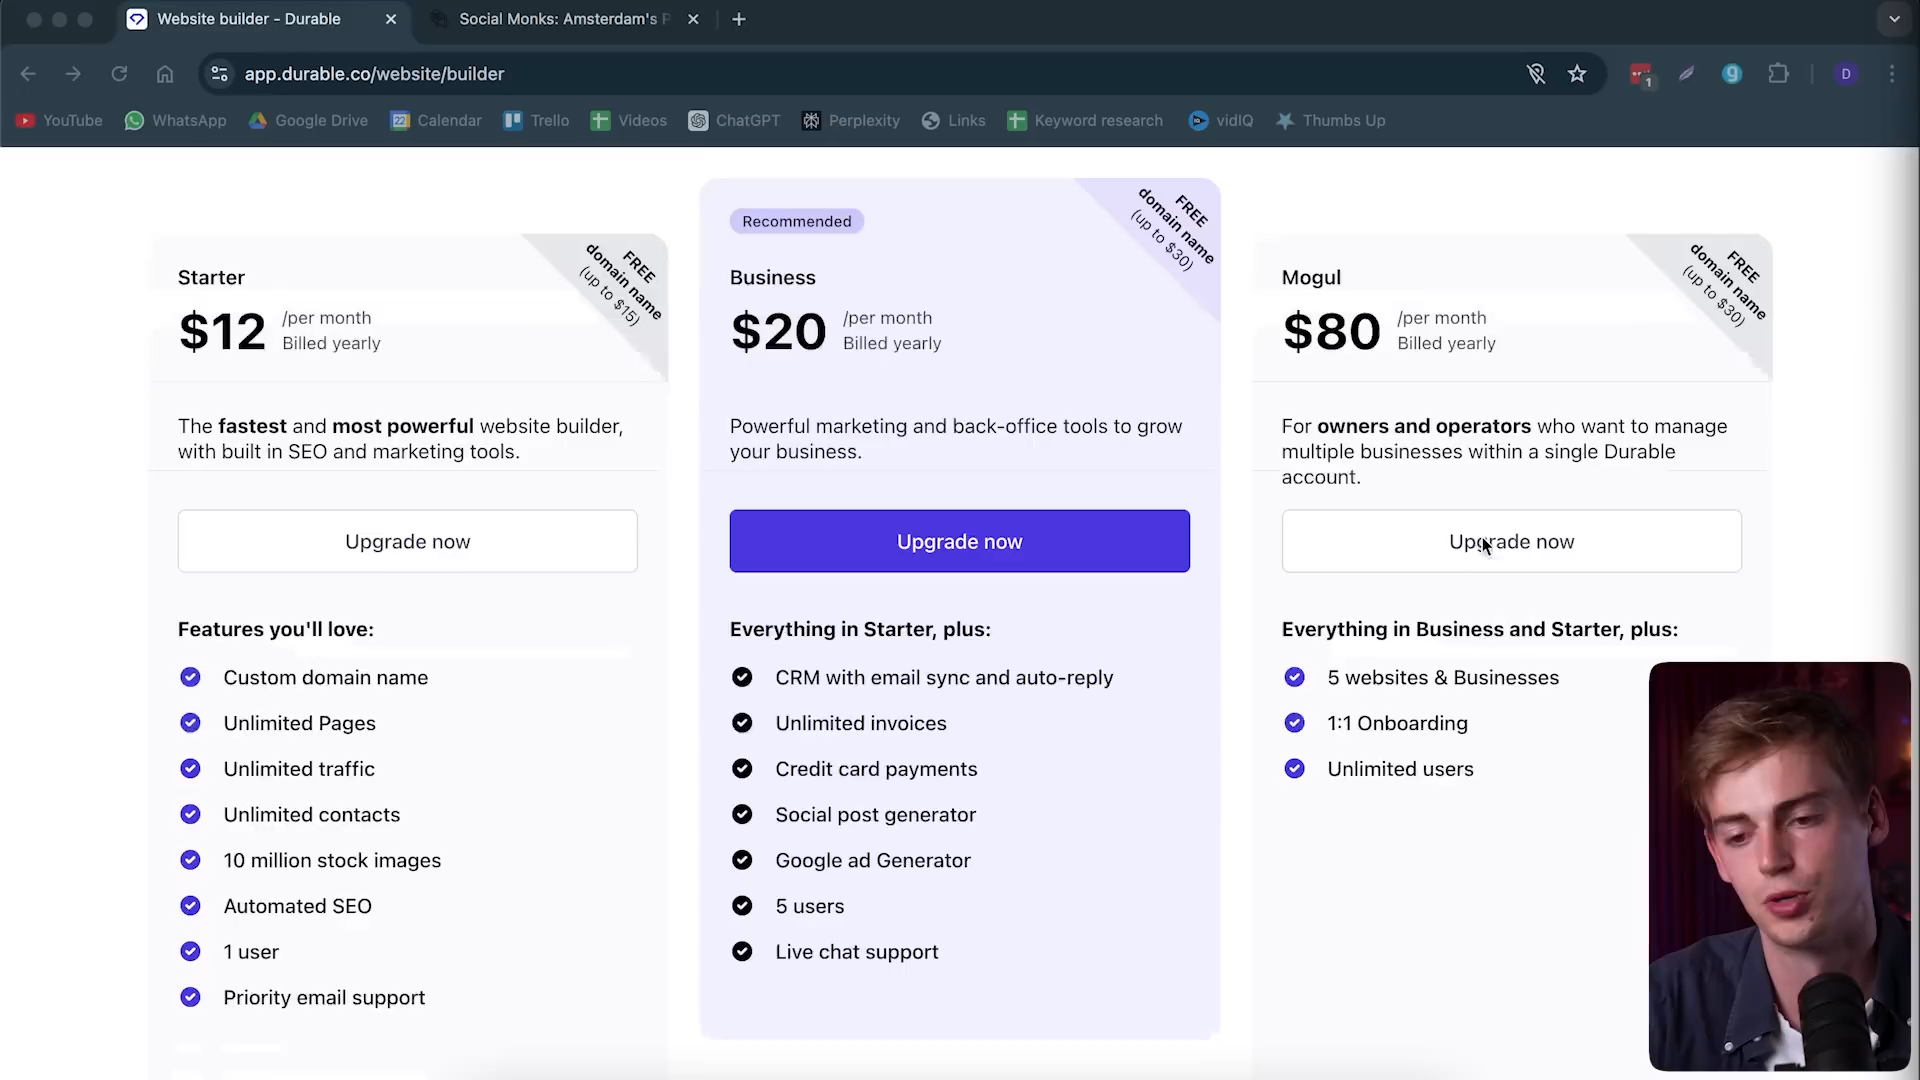 Website builder - Durable
Social Monks: Amsterdam's P
app.durable.co/website/builder
1
D
YouTube
WhatsApp
Google Drive
22
Calendar
Trello
Videos
ChatGPT
Perplexity
Links
Keyword research
vidIQ
Thumbs Up
FREE
domain name
(up to $15)
Starter
$12
/per month
Billed yearly
The fastest and most powerful website builder,
with built in SEO and marketing tools.
Upgrade now
Features you'll love:
Custom domain name
Unlimited Pages
Unlimited traffic
Unlimited contacts
10 million stock images
Automated SEO
1 user
Priority email support
Recommended
FREE
domain name
(up to $30)
Business
$20
/per month
Billed yearly
Powerful marketing and back-office tools to grow
your business.
Upgrade now
Everything in Starter, plus:
CRM with email sync and auto-reply
Unlimited invoices
Credit card payments
Social post generator
Google ad Generator
5 users
Live chat support
FREE
domain name
(up to $30)
Mogul
$80
/per month
Billed yearly
For owners and operators who want to manage
multiple businesses within a single Durable
account.
Upgrade now
Everything in Business and Starter, plus:
5 websites & Businesses
1:1 Onboarding
Unlimited users